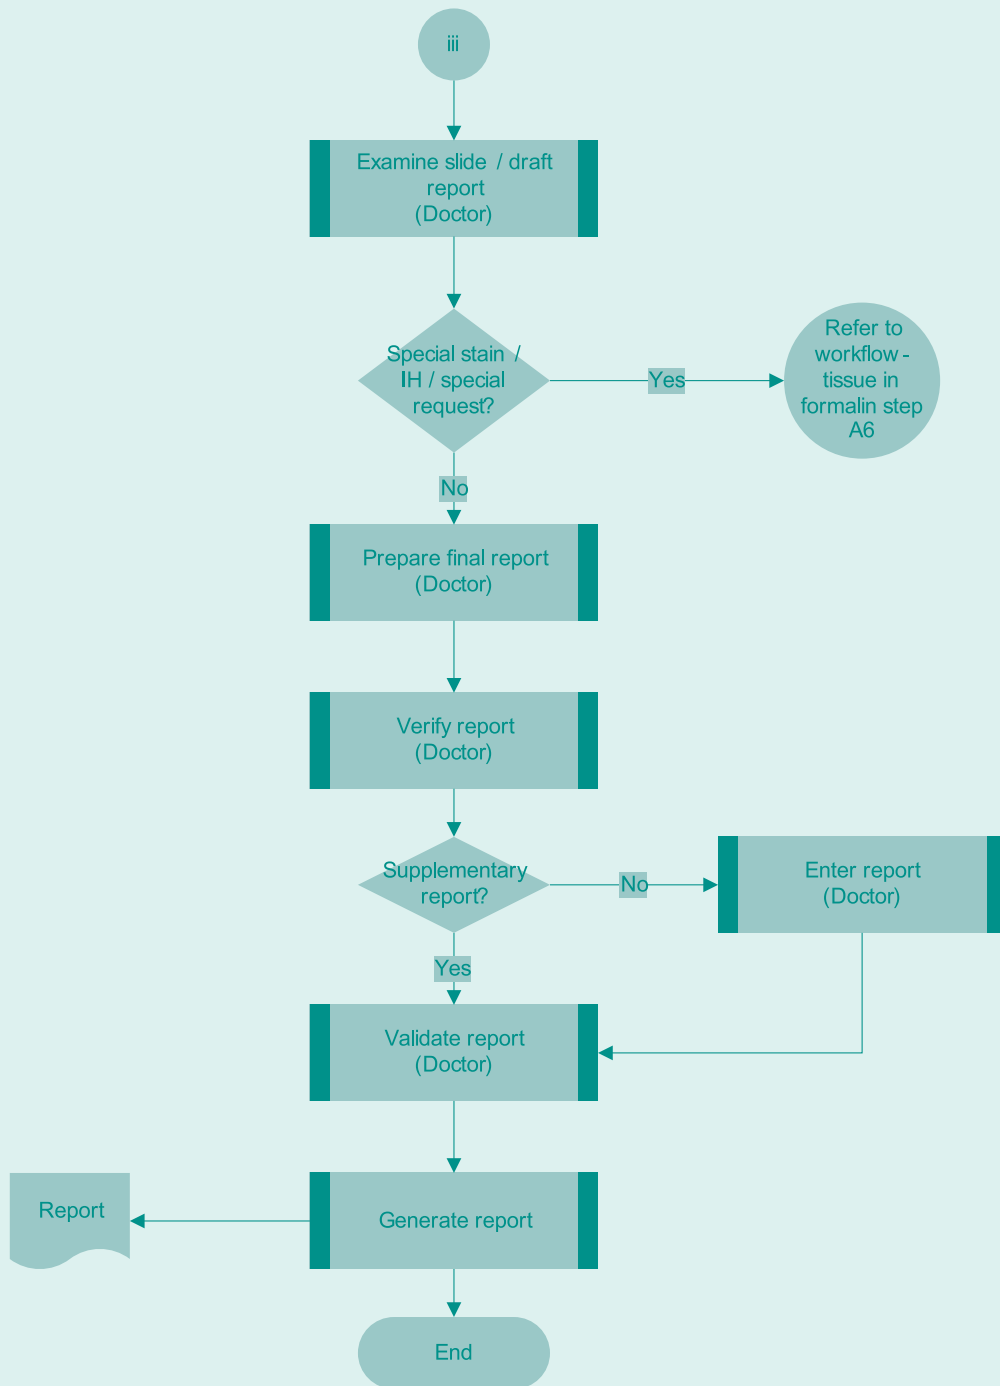 iii
Examine slide / draft
report
(Doctor)
Special stain /
IH / special
request?
Yes
Refer to
workflow -
tissue in
formalin step
A6
No
Prepare final report
(Doctor)
Verify report
(Doctor)
Supplementary
report?
No
Enter report
(Doctor)
Yes
Validate report
(Doctor)
Report
Generate report
End